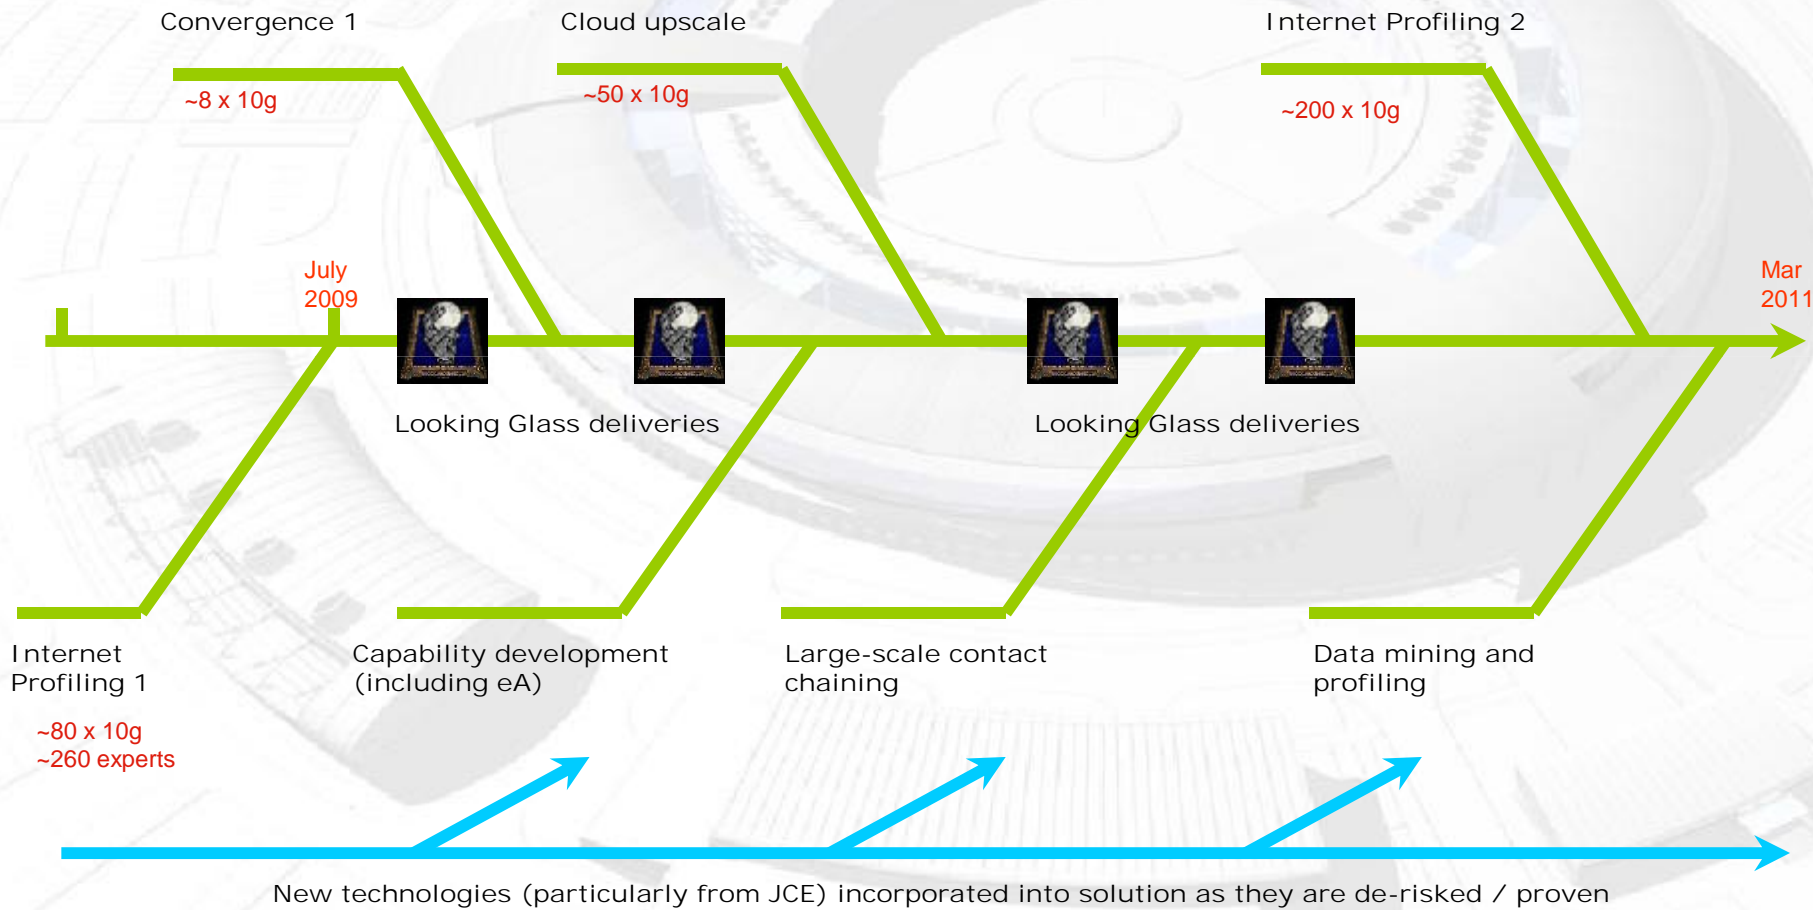 Convergence 1
Cloud upscale
Internet Profiling 2
~8 x 10g
~50 x 10g
~200 x 10g
July
2009
Mar
2011
Looking Glass deliveries
Looking Glass deliveries
Internet
Profiling 1
~80 x 10g
~260 experts
Capability development
(including eA)
Large-scale contact
chaining
Data mining and
profiling
New technologies (particularly from JCE) incorporated into solution as they are de-risked / proven